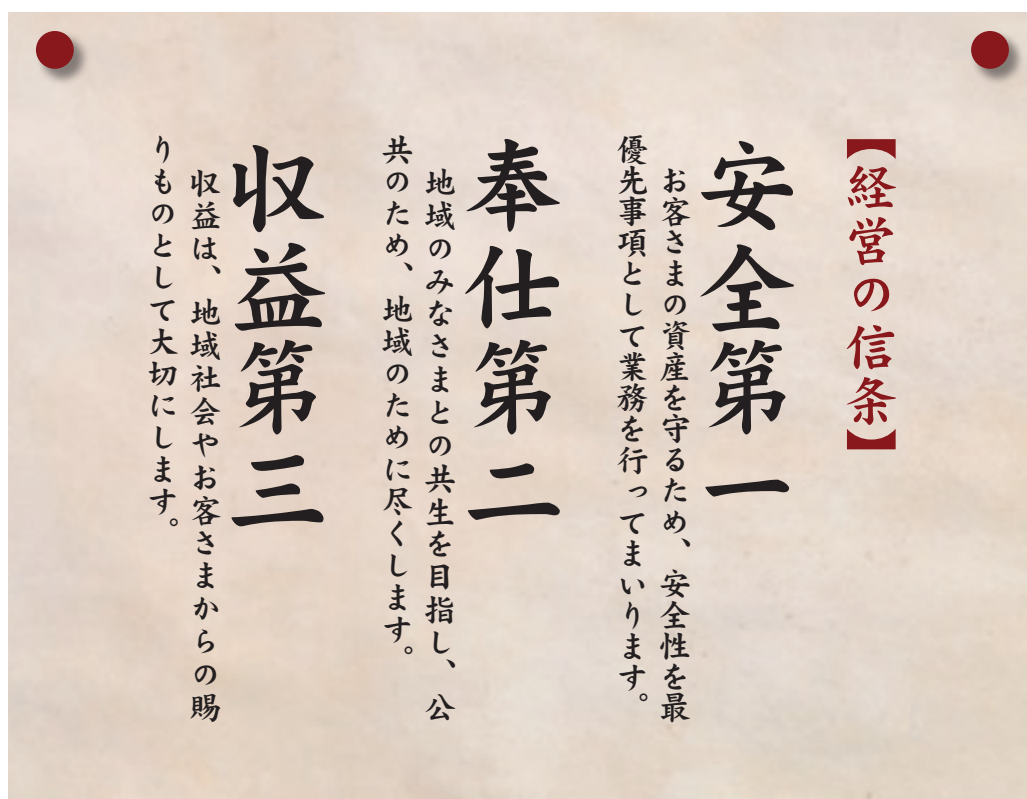 【経営の信条】
安全第一
お客さまの資産を守るため、安全性を最
優先事項として業務を行ってまいります。
奉仕第二
地域のみなさまとの共生を目指し、公
共のため、地域のために尽くします。
収益第三
収益は、地域社会やお客さまからの賜
りものとして大切にします。